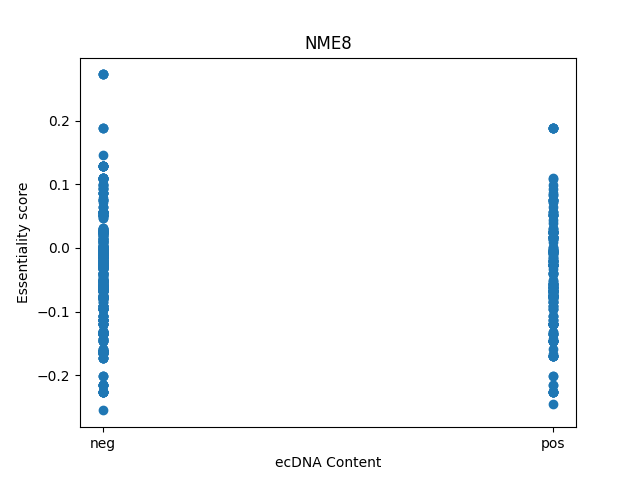 NME8
Essentiality score
0.2
0.1
0.0
−0.1
−0.2
neg
pos
ecDNA Content